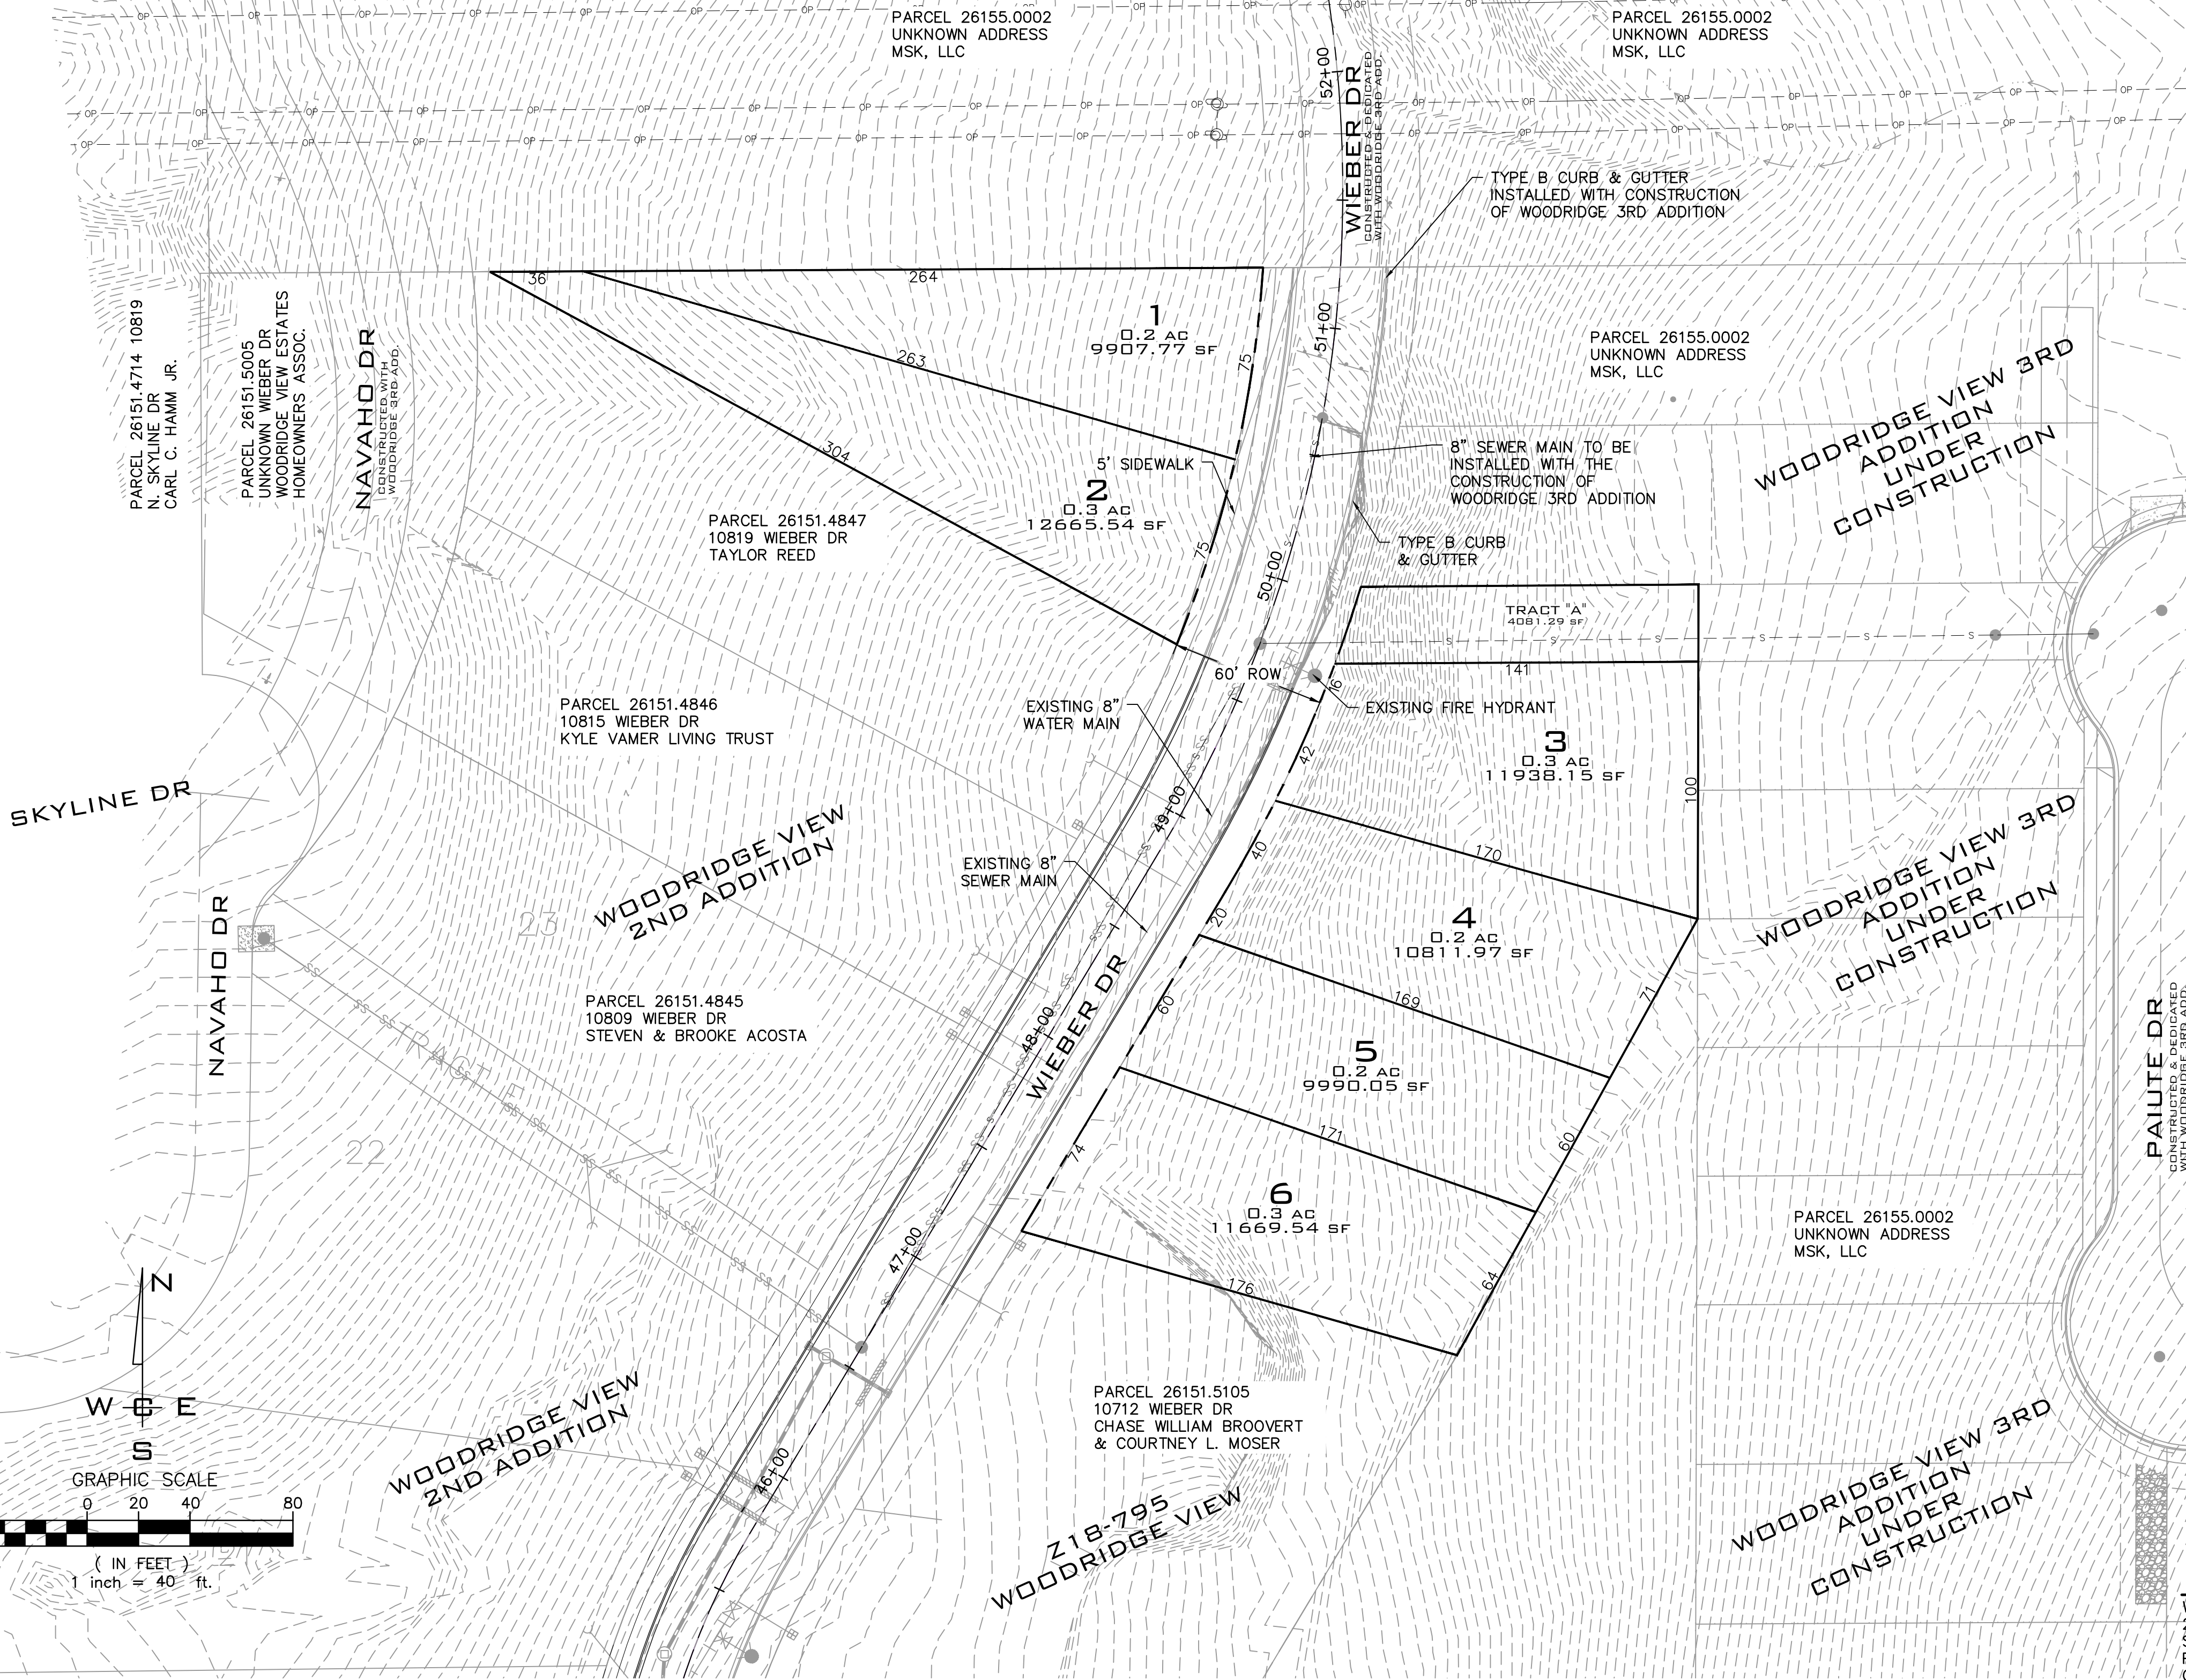 PARCEL 26155.0002
UNKNOWN ADDRESS
MSK, LLC
PARCEL 26155.0002
UNKNOWN ADDRESS
MSK, LLC
52+00
WIEBER DR
CONSTRUCTED & DEDICATED
WITH WOODRIDGE 3RD ADD.
TYPE B CURB & GUTTER
INSTALLED WITH CONSTRUCTION
OF WOODRIDGE 3RD ADDITION
36
264
1
0.2 AC
9907.77 SF
75
263
51+00
PARCEL 26151.4714 10819
N. SKYLINE DR
CARL C. HAMM JR.
PARCEL 26151.5005
UNKNOWN WIEBER DR
WOODRIDGE VIEW ESTATES
HOMEOWNERS ASSOC.
NAVAHO DR
CONSTRUCTED WITH
WOODRIDGE 3RD ADD.
PARCEL 26155.0002
UNKNOWN ADDRESS
MSK, LLC
WOODRIDGE VIEW 3RD
ADDITION
UNDER
CONSTRUCTION
304
5' SIDEWALK
2
0.3 AC
12665.54 SF
75
8" SEWER MAIN TO BE
INSTALLED WITH THE
CONSTRUCTION OF
WOODRIDGE 3RD ADDITION
PARCEL 26151.4847
10819 WIEBER DR
TAYLOR REED
TYPE B CURB
& GUTTER
50+00
TRACT "A"
4081.29 SF
141
60' ROW
16
EXISTING FIRE HYDRANT
PARCEL 26151.4846
10815 WIEBER DR
KYLE VAMER LIVING TRUST
EXISTING 8"
WATER MAIN
42
3
0.3 AC
11938.15 SF
100
SKYLINE DR
49+00
WOODRIDGE VIEW
2ND ADDITION
EXISTING 8"
SEWER MAIN
40
170
WOODRIDGE VIEW 3RD
ADDITION
UNDER
CONSTRUCTION
NAVAHO DR
23
20
4
0.2 AC
10811.97 SF
71
PARCEL 26151.4845
10809 WIEBER DR
STEVEN & BROOKE ACOSTA
48+00
WIEBER DR
60
169
5
0.2 AC
9990.05 SF
60
TRACT F
22
171
74
PAIUTE DR
CONSTRUCTED & DEDICATED
WITH WOODRIDGE 3RD ADD.
6
0.3 AC
11669.54 SF
64
176
47+00
PARCEL 26155.0002
UNKNOWN ADDRESS
MSK, LLC
N
W E
S
PARCEL 26151.5105
10712 WIEBER DR
CHASE WILLIAM BROOVERT
& COURTNEY L. MOSER
WOODRIDGE VIEW
2ND ADDITION
46+00
Z18-795
WOODRIDGE VIEW
WOODRIDGE VIEW 3RD
ADDITION
UNDER
CONSTRUCTION
GRAPHIC SCALE
0 20 40 80
( IN FEET )
1 inch = 40 ft.